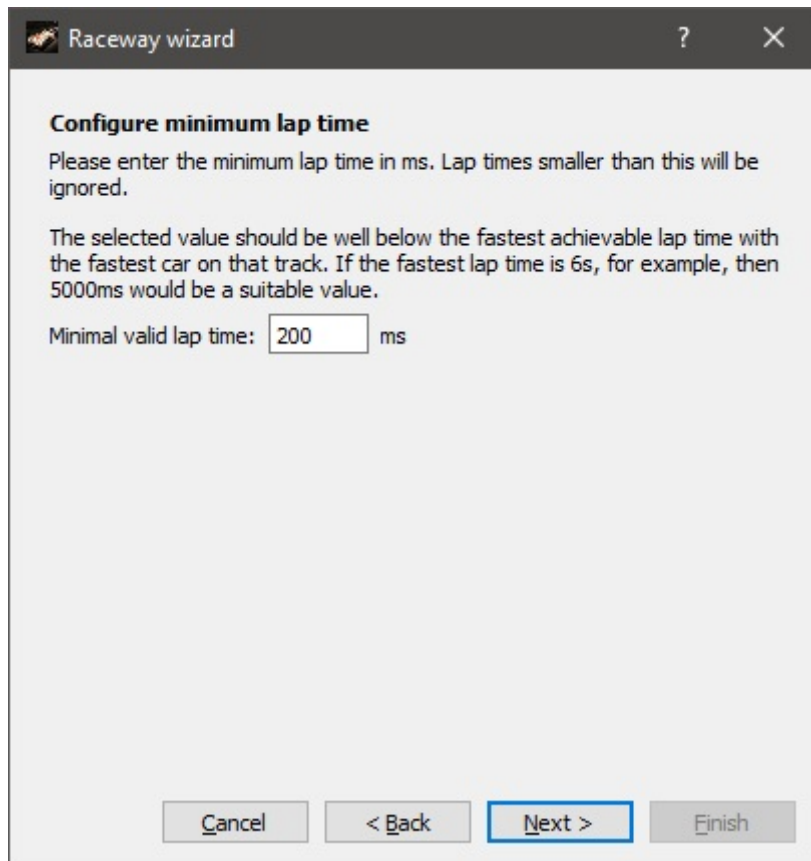 Raceway wizard ? ×
Configure minimum lap time
Please enter the minimum lap time in ms. Lap times smaller than this will be
ignored.
The selected value should be well below the fastest achievable lap time with
the fastest car on that track. If the fastest lap time is 6s, for example, then
5000ms would be a suitable value.
Minimal valid lap time: 200 ms
Cancel < Back Next > Finish